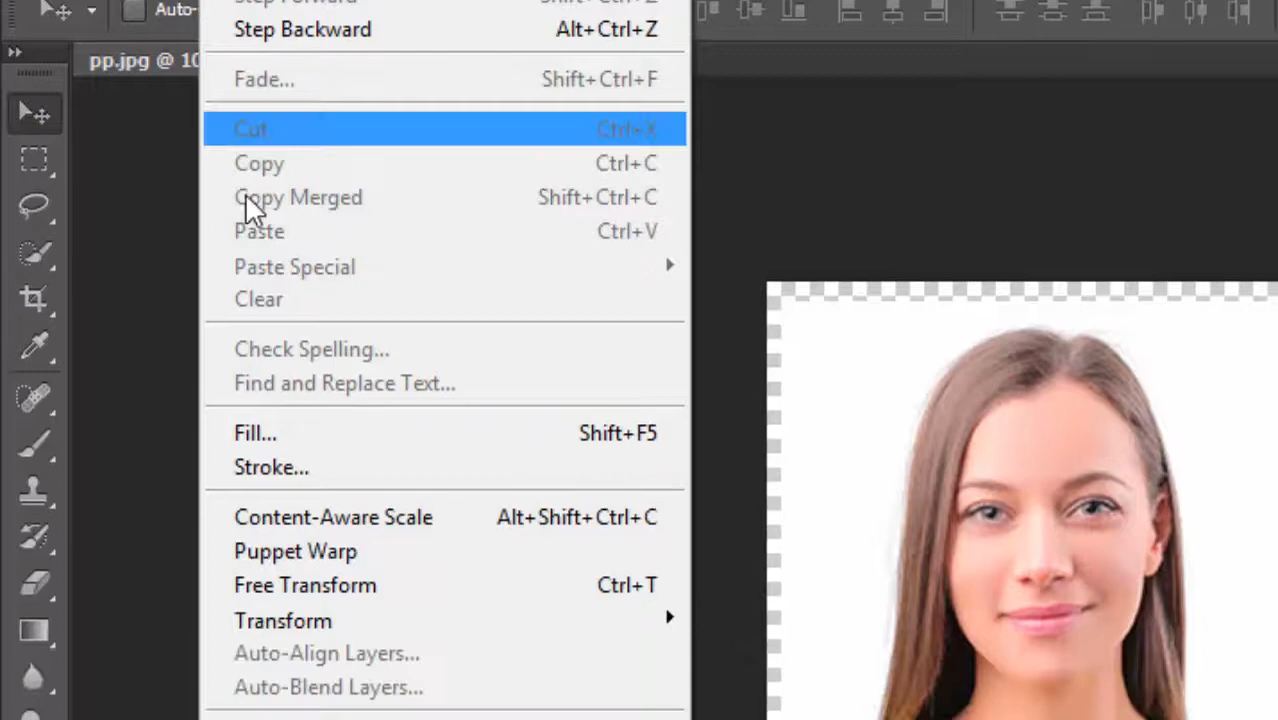 Auto-
Step Forward Shift+Ctrl+Z
Step Backward Alt+Ctrl+Z
pp.jpg @ 10
Fade... Shift+Ctrl+F
Cut Ctrl+X
Copy Ctrl+C
Copy Merged Shift+Ctrl+C
Paste Ctrl+V
Paste Special
Clear
Check Spelling...
Find and Replace Text...
Fill... Shift+F5
Stroke...
Content-Aware Scale Alt+Shift+Ctrl+C
Puppet Warp
Free Transform Ctrl+T
Transform
Auto-Align Layers...
Auto-Blend Layers...